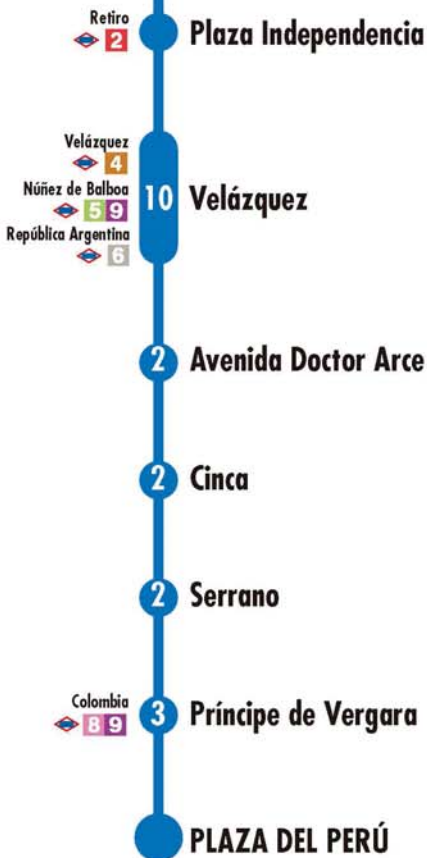 Retiro
2
Plaza Independencia
Velázquez
4
Núñez de Balboa
5 9
República Argentina
6
10 Velázquez
2 Avenida Doctor Arce
2 Cinca
2 Serrano
Colombia
8 9
3 Príncipe de Vergara
PLAZA DEL PERÚ